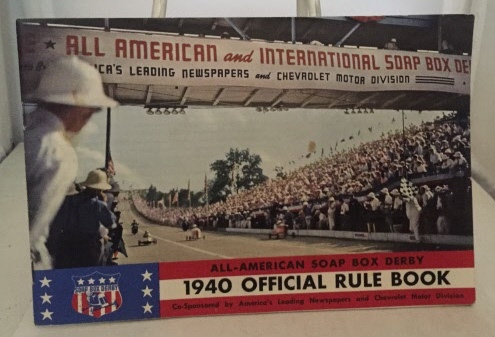 ALL AMERICAN and INTERNATIONAL SOAP BOX DE
CA'S LEADING NEWSPAPERS and CHEVROLET MOTOR DIVISION
ALL-AMERICAN SOAP BOX DERBY
1940 OFFICIAL RULE BOOK
Co-Sponsored by America's Leading Newspapers and Chevrolet Motor Division
SOAP BOX DERBY